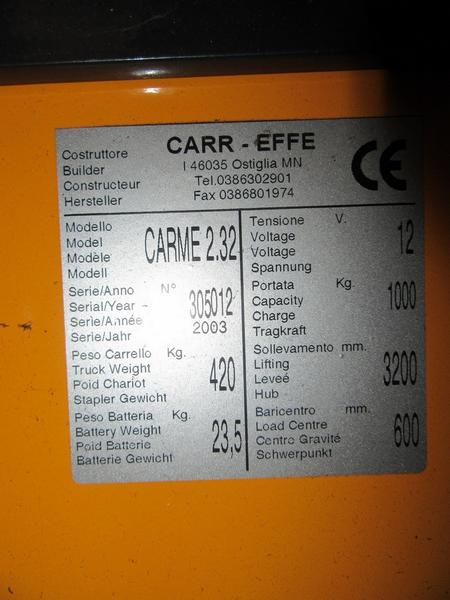 Costruttore
Builder
Constructeur
Hersteller
CARR - EFFE
I 46035 Ostiglia MN
Tel.0386302901
Fax 0386801974
CE
Modello
Model
Modèle
Modell
CARME 2.32
Serie/Anno N°
Serial/Year
Serie/Année
Serie/Jahr
305012
2003
Peso Carrello Kg.
Truck Weight
Poid Chariot
Stapler Gewicht
420
Peso Batteria Kg.
Battery Weight
Poid Batterie
Batterie Gewicht
23,5
Tensione V.
Voltage
Voltage
Spannung
12
Portata Kg.
Capacity
Charge
Tragkraft
1000
Sollevamento mm.
Lifting
Leveé
Hub
3200
Baricentro mm.
Load Centre
Centre Gravité
Schwerpunkt
600